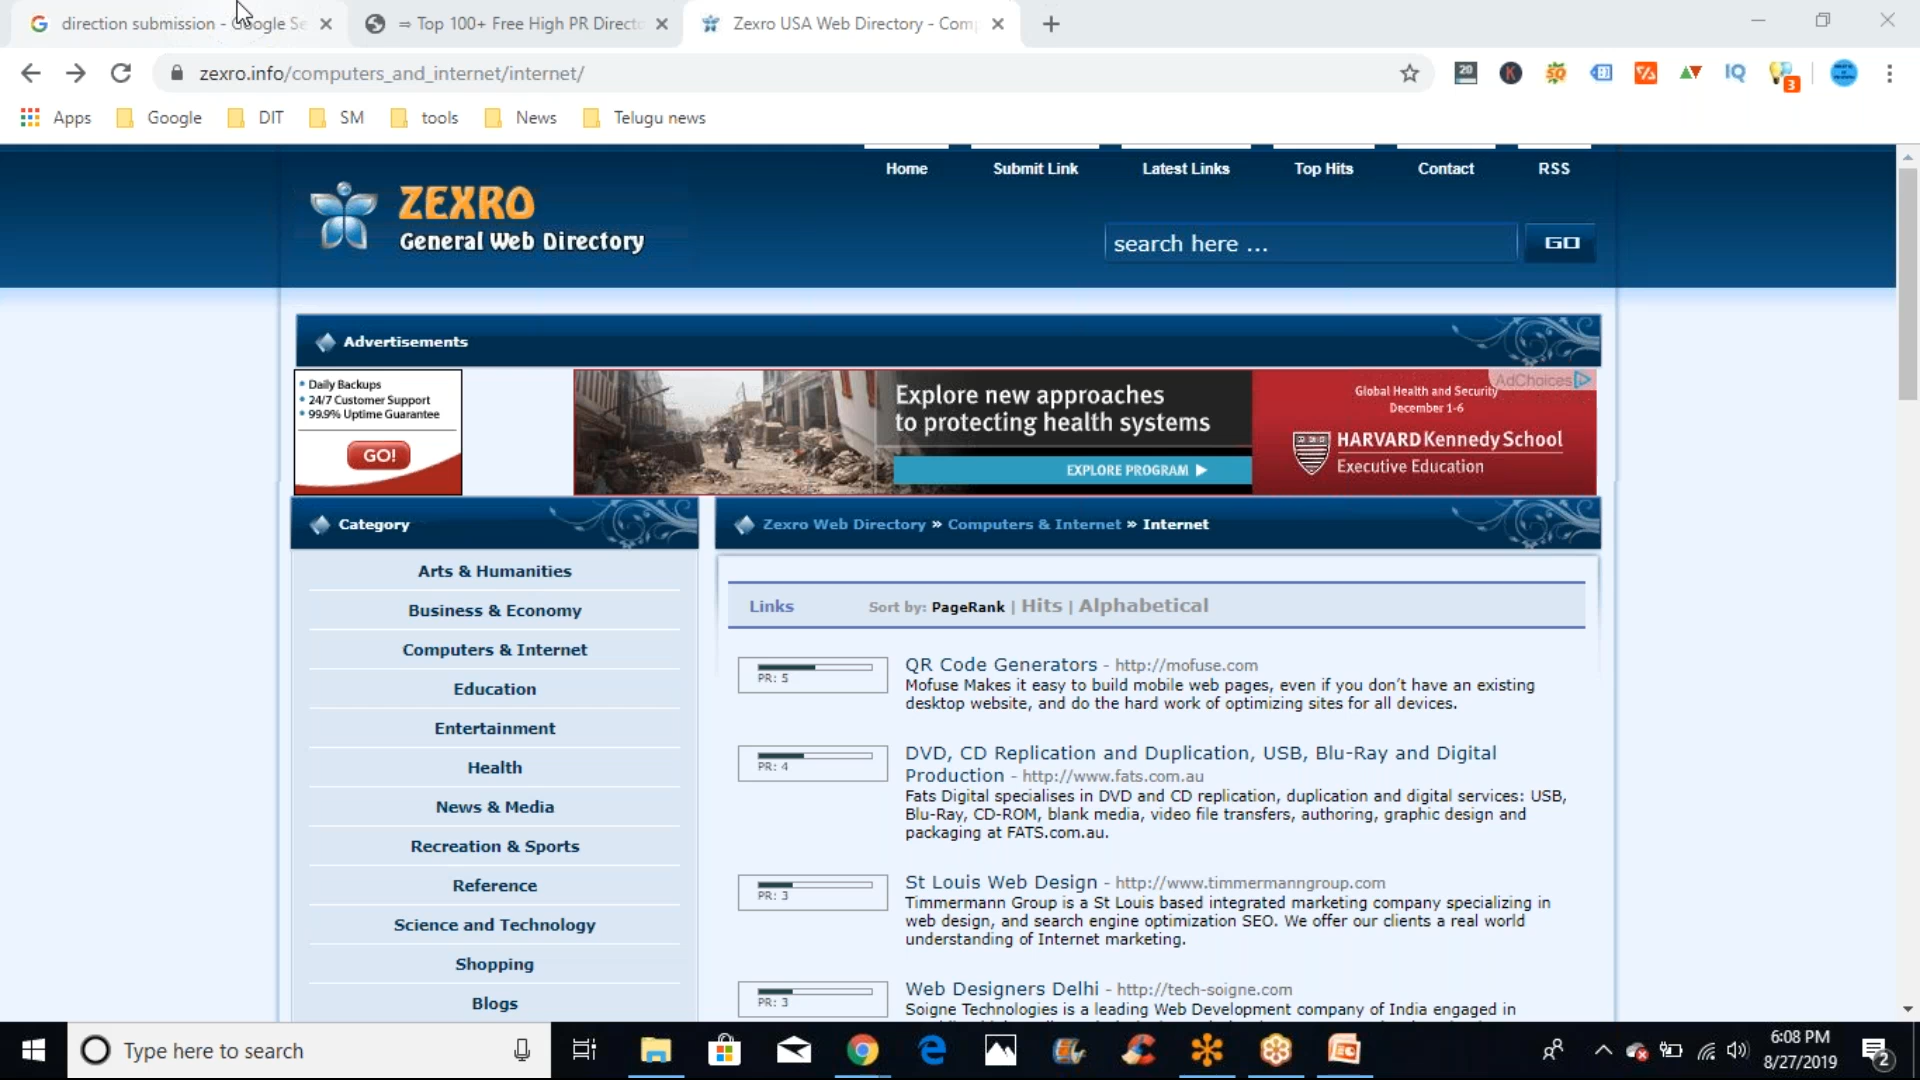 direction submission - Google Se
⇒ Top 100+ Free High PR Directo
Zexro USA Web Directory - Com
zexro.info/computers_and_internet/internet/
20
K
SQ
IQ
3
Apps
Google
DIT
SM
tools
News
Telugu news
Home
Submit Link
Latest Links
Top Hits
Contact
RSS
ZEXRO
General Web Directory
search here ...
GO
Advertisements
• Daily Backups
• 24/7 Customer Support
• 99.9% Uptime Guarantee
GO!
Explore new approaches
to protecting health systems
EXPLORE PROGRAM ▶
AdChoices
Global Health and Security
December 1-6
HARVARD Kennedy School
Executive Education
Category
Arts & Humanities
Business & Economy
Computers & Internet
Education
Entertainment
Health
News & Media
Recreation & Sports
Reference
Science and Technology
Shopping
Blogs
Zexro Web Directory » Computers & Internet » Internet
Links
Sort by: PageRank | Hits | Alphabetical
PR: 5
QR Code Generators - http://mofuse.com
Mofuse Makes it easy to build mobile web pages, even if you don't have an existing
desktop website, and do the hard work of optimizing sites for all devices.
PR: 4
DVD, CD Replication and Duplication, USB, Blu-Ray and Digital
Production - http://www.fats.com.au
Fats Digital specialises in DVD and CD replication, duplication and digital services: USB,
Blu-Ray, CD-ROM, blank media, video file transfers, authoring, graphic design and
packaging at FATS.com.au.
PR: 3
St Louis Web Design - http://www.timmermanngroup.com
Timmermann Group is a St Louis based integrated marketing company specializing in
web design, and search engine optimization SEO. We offer our clients a real world
understanding of Internet marketing.
PR: 3
Web Designers Delhi - http://tech-soigne.com
Soigne Technologies is a leading Web Development company of India engaged in
Type here to search
6:08 PM
8/27/2019
2